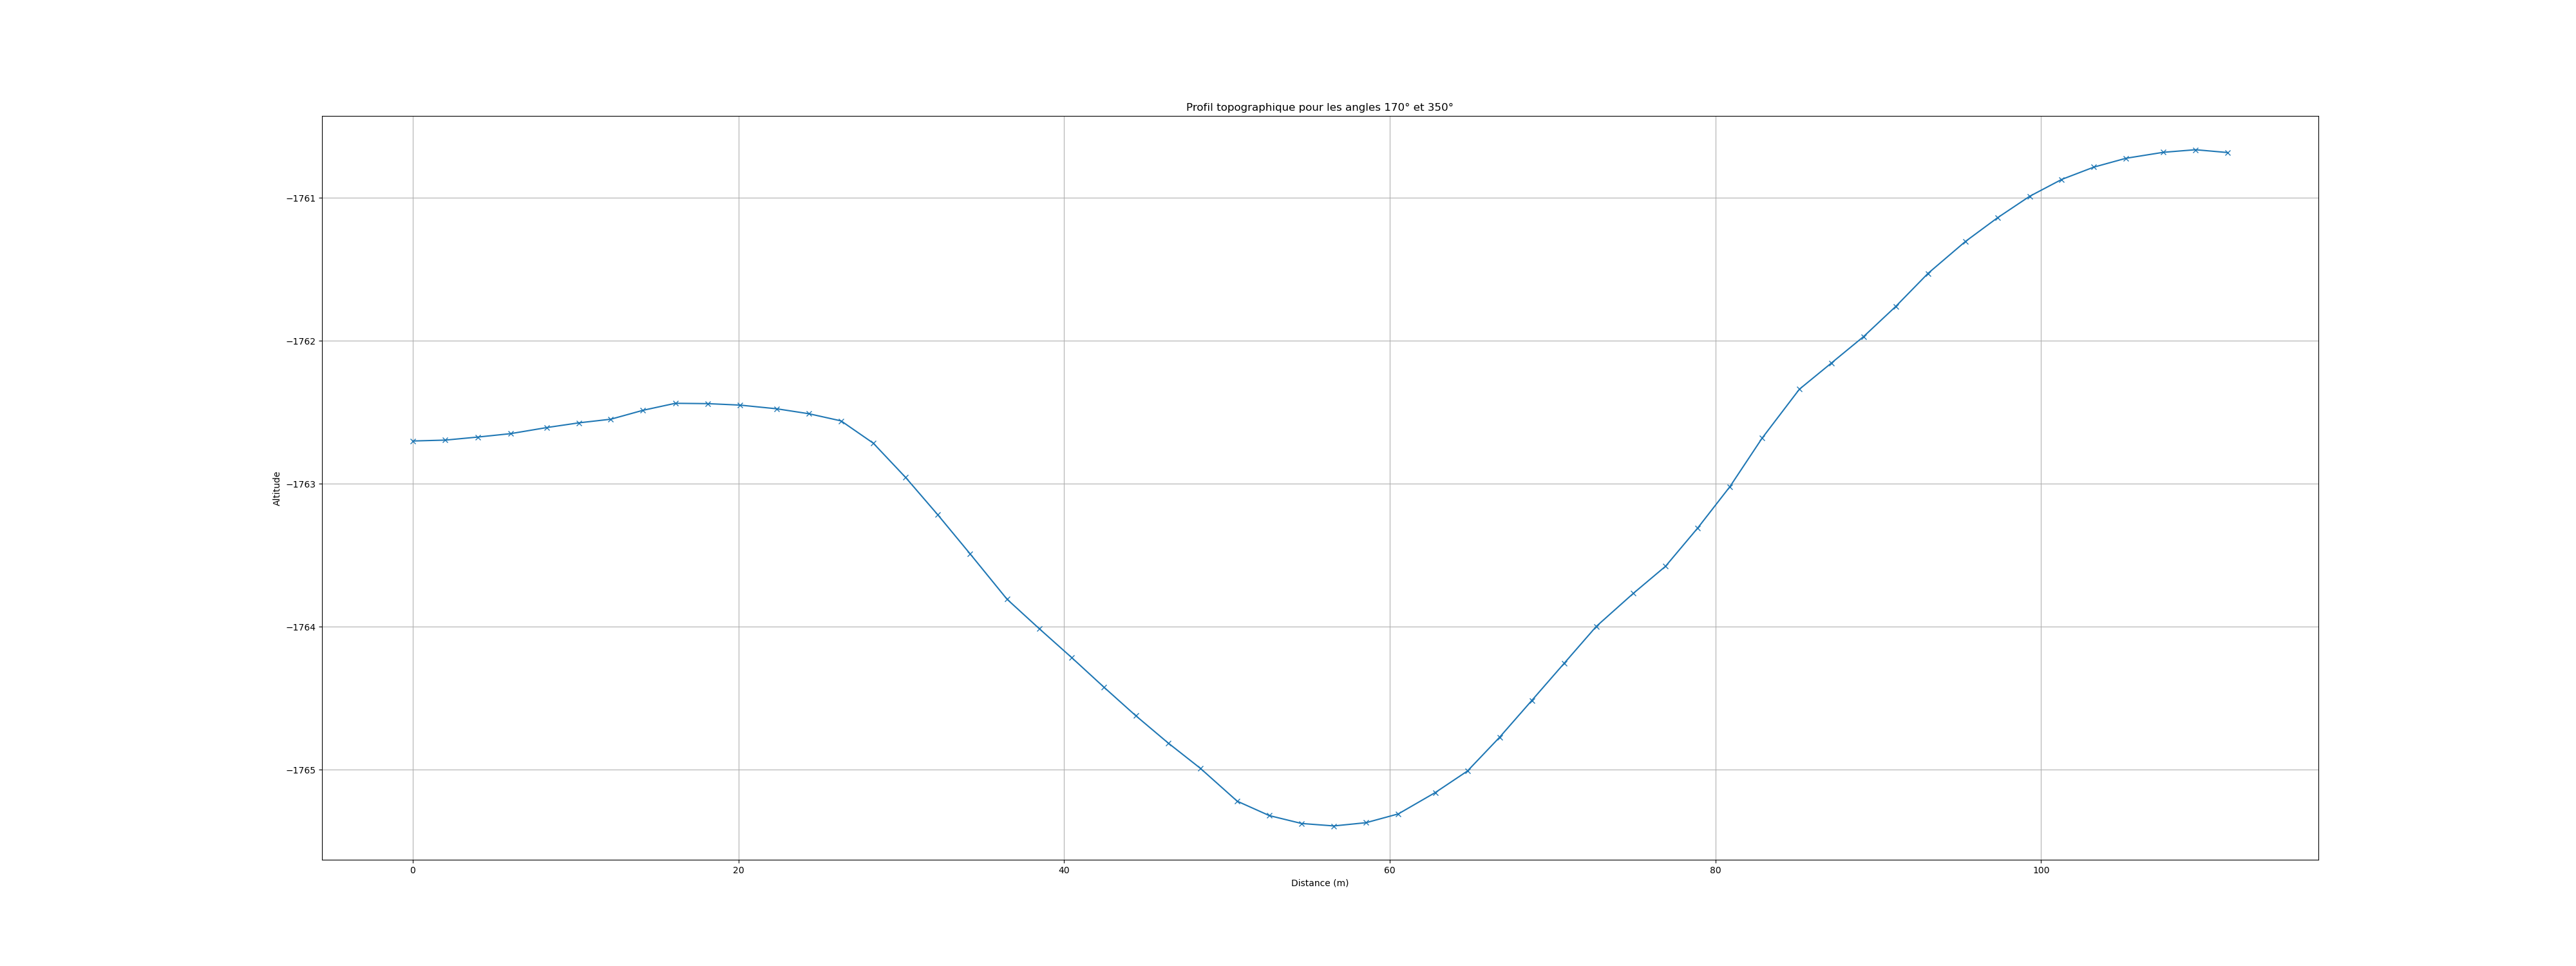 Profil topographique pour les angles 170° et 350°
−1761
−1762
−1763
−1764
−1765
Altitude
0 20 40 60 80 100
Distance (m)